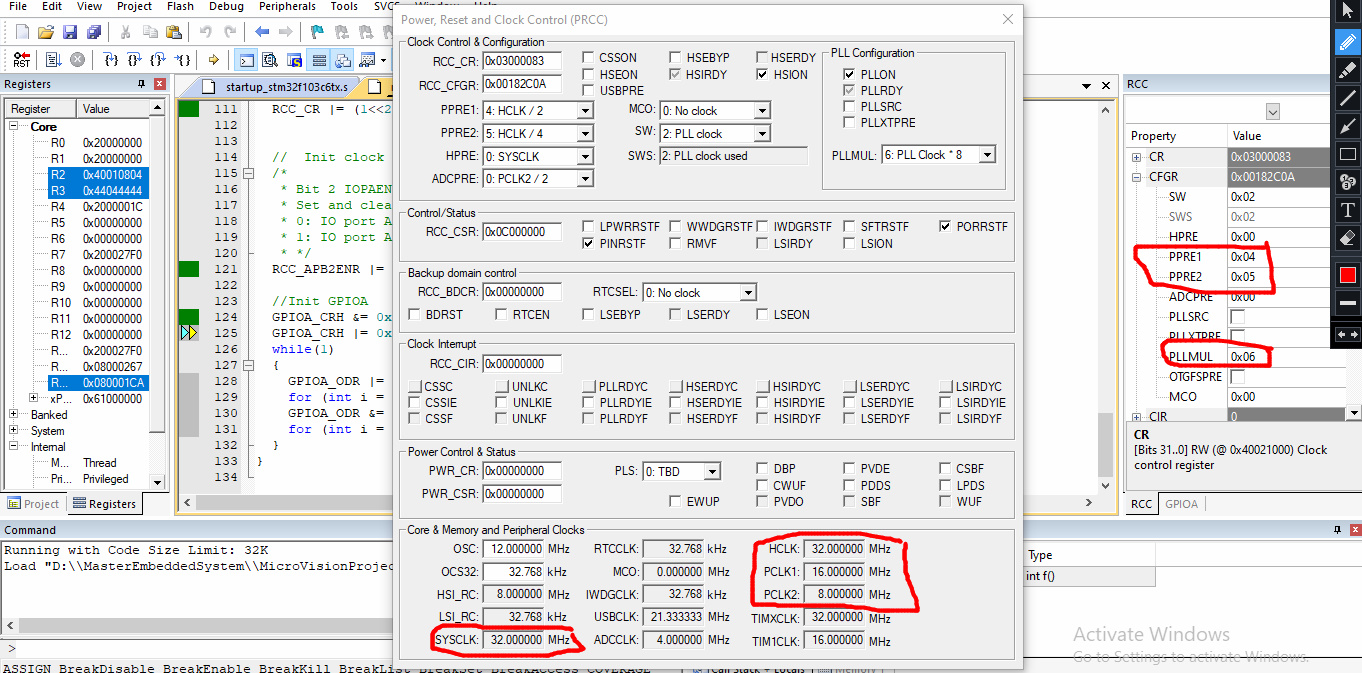 File Edit View Project Flash Debug Peripherals Tools SVCS Window Help
Power, Reset and Clock Control (PRCC)
Registers
Register Value
Core
R0 0x20000000
R1 0x20000000
R2 0x40010804
R3 0x44044444
R4 0x2000001C
R5 0x00000000
R6 0x00000000
R7 0x200027F0
R8 0x00000000
R9 0x00000000
R10 0x00000000
R11 0x00000000
R12 0x00000000
R... 0x200027F0
R... 0x08000267
R... 0x080001CA
xP... 0x61000000
Banked
System
Internal
M... Thread
Pri... Privileged
Project Registers
startup_stm32f103c6tx.s
111 RCC_CR |= (1<<2
112
113
114 // Init clock
115 /*
116 * Bit 2 IOPAEN
117 * Set and clea
118 * 0: IO port A
119 * 1: IO port A
120 * */
121 RCC_APB2ENR |=
122
123 //Init GPIOA
124 GPIOA_CRH &= 0x
125 GPIOA_CRH |= 0x
126 while(1)
127 {
128 GPIOA_ODR |=
129 for (int i =
130 GPIOA_ODR &=
131 for (int i =
132 }
133 }
134
Clock Control & Configuration
RCC_CR: 0x03000083 CSSON HSEBYP HSERDY
HSEON HSIRDY HSION
RCC_CFGR: 0x00182C0A USBPRE
PPRE1: 4: HCLK / 2 MCO: 0: No clock
PPRE2: 5: HCLK / 4 SW: 2: PLL clock
HPRE: 0: SYSCLK SWS: 2: PLL clock used
ADCPRE: 0: PCLK2 / 2
PLL Configuration
PLLON
PLLRDY
PLLSRC
PLLXTPRE
PLLMUL: 6: PLL Clock * 8
Control/Status
RCC_CSR: 0x0C000000 LPWRRSTF WWDGRSTF IWDGRSTF SFTRSTF PORRSTF
PINRSTF RMVF LSIRDY LSION
Backup domain control
RCC_BDCR: 0x00000000 RTCSEL: 0: No clock
BDRST RTCEN LSEBYP LSERDY LSEON
Clock Interrupt
RCC_CIR: 0x00000000
CSSC UNLKC PLLRDYC HSERDYC HSIRDYC LSERDYC LSIRDYC
CSSIE UNLKIE PLLRDYIE HSERDYIE HSIRDYIE LSERDYIE LSIRDYIE
CSSF UNLKF PLLRDYF HSERDYF HSIRDYF LSERDYF LSIRDYF
Power Control & Status
PWR_CR: 0x00000000 PLS: 0: TBD DBP PVDE CSBF
CWUF PDDS LPDS
PWR_CSR: 0x00000000 EWUP PVDO SBF WUF
Core & Memory and Peripheral Clocks
OSC: 12.000000 MHz RTCCLK: 32.768 kHz HCLK: 32.000000 MHz
OCS32: 32.768 kHz MCO: 0.000000 MHz PCLK1: 16.000000 MHz
HSI_RC: 8.000000 MHz IWDGCLK: 32.768 kHz PCLK2: 8.000000 MHz
LSI_RC: 32.768 kHz USBCLK: 21.333333 MHz TIMXCLK: 32.000000 MHz
SYSCLK: 32.000000 MHz ADCCLK: 4.000000 MHz TIM1CLK: 16.000000 MHz
RCC
Property Value
CR 0x03000083
CFGR 0x00182C0A
SW 0x02
SWS 0x02
HPRE 0x00
PPRE1 0x04
PPRE2 0x05
ADCPRE 0x00
PLLSRC
PLLXTPRE
PLLMUL 0x06
OTGFSPRE
MCO 0x00
CIR 0
CR
[Bits 31..0] RW (@ 0x40021000) Clock
control register
RCC GPIOA
Command
Running with Code Size Limit: 32K
Load "D:\\MasterEmbeddedSystem\\MicroVisionProjec
>
ASSIGN BreakDisable BreakEnable BreakKill BreakList BreakSet BreakAccess COVERAGE
Call Stack + Locals Memory
Type
int f()
Activate Windows
Go to Settings to activate Windows.